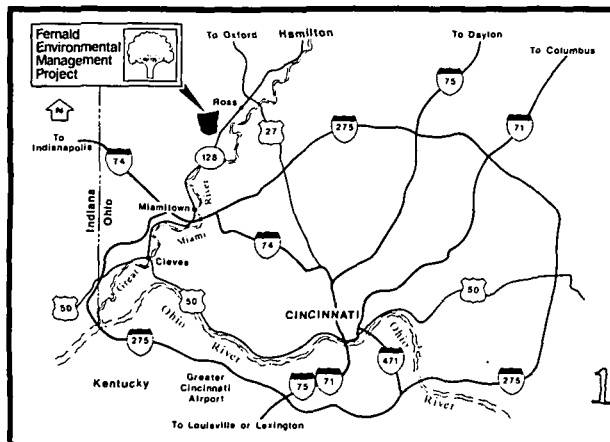 Fernald
Environmental
Management
Project
To Oxford
Hamilton
To Dayton
To Columbus
Ross
N
75
71
27
275
To
Indianapolis
74
128
Indiana
Ohio
River
Miamitown
Miami
74
Great
Cleves
50
50
50
CINCINNATI
Ohio
River
Ohio
River
275
471
275
Kentucky
Greater
Cincinnati
Airport
75
71
To Louisville or Lexington
1